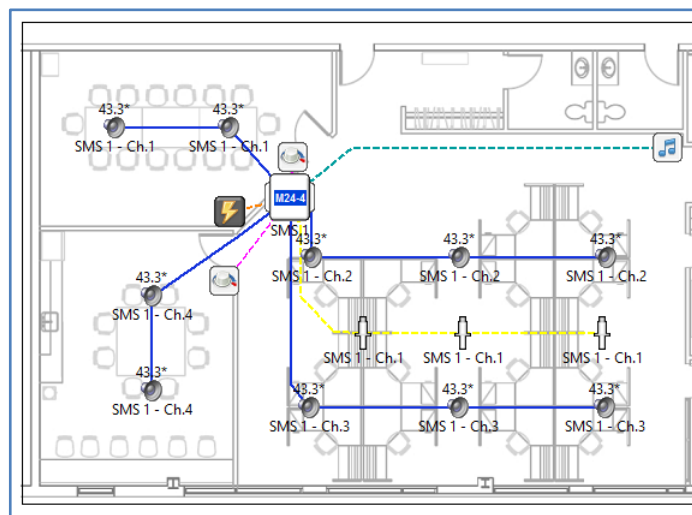 43.3*
43.3*
SMS 1 - Ch.1
SMS 1 - Ch.1
M24-4
SMS 1
43.3*
43.3*
43.3*
SMS 1 - Ch.2
SMS 1 - Ch.2
SMS 1 - Ch.2
43.3*
SMS 1 - Ch.4
SMS 1 - Ch.1
SMS 1 - Ch.1
SMS 1 - Ch.1
43.3*
SMS 1 - Ch.4
43.3*
43.3*
43.3*
SMS 1 - Ch.3
SMS 1 - Ch.3
SMS 1 - Ch.3